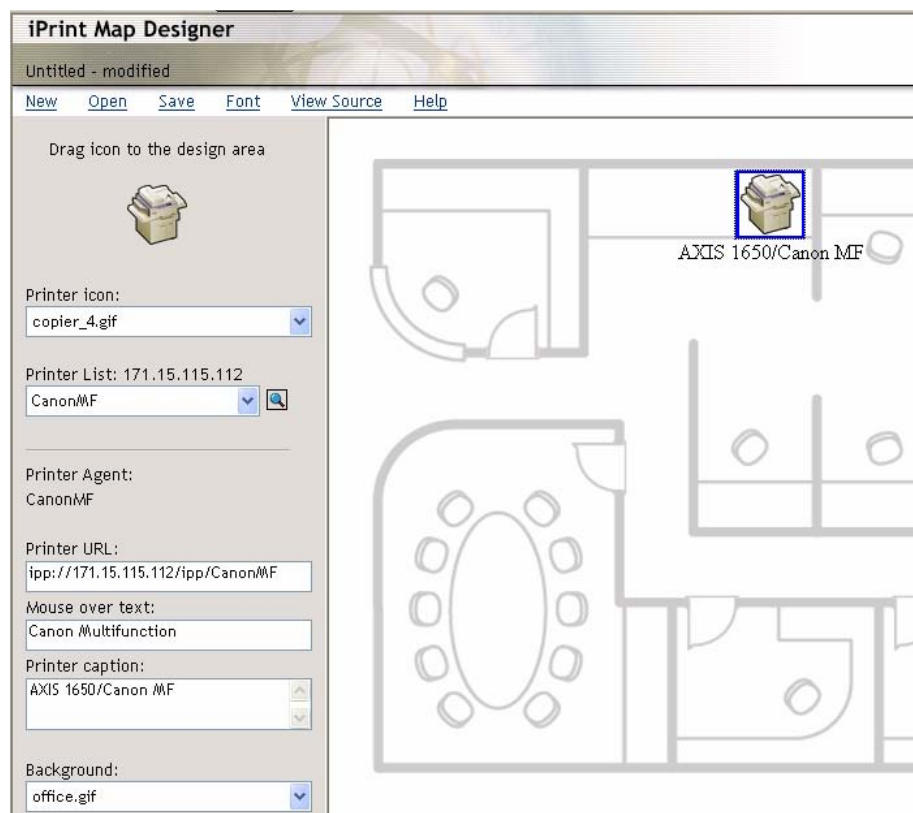 iPrint Map Designer
Untitled - modified
New Open Save Font View Source Help
Drag icon to the design area
Printer icon:
copier_4.gif
Printer List: 171.15.115.112
CanonMF
Printer Agent:
CanonMF
Printer URL:
ipp://171.15.115.112/ipp/CanonMF
Mouse over text:
Canon Multifunction
Printer caption:
AXIS 1650/Canon MF
Background:
office.gif
AXIS 1650/Canon MF